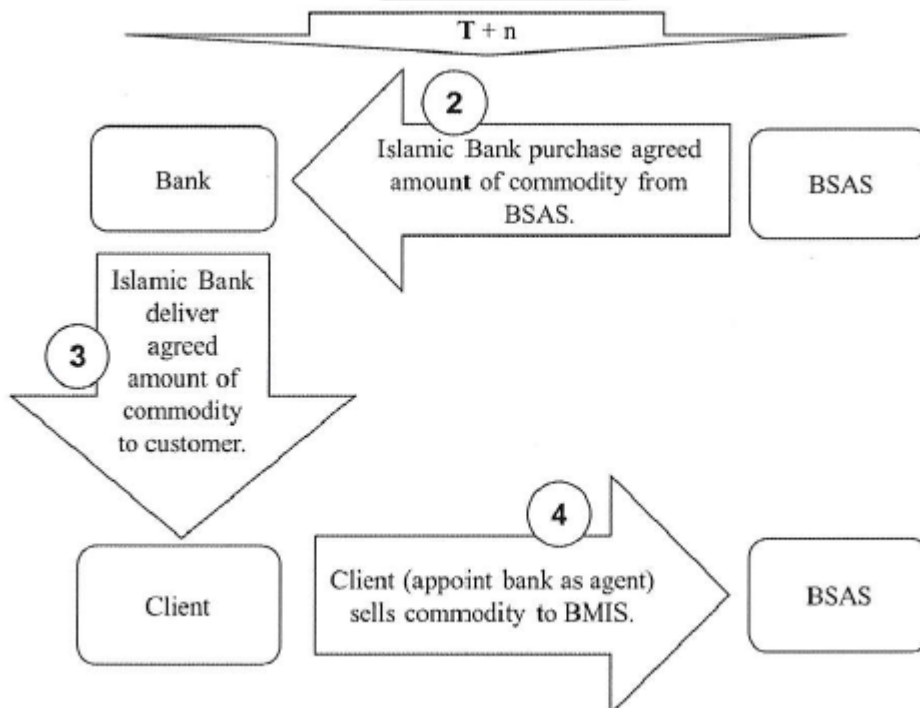 T + n
2
Islamic Bank purchase agreed
amount of commodity from
BSAS.
Bank
BSAS
Islamic Bank
deliver
agreed
amount of
commodity
to customer.
3
4
Client (appoint bank as agent)
sells commodity to BMIS.
Client
BSAS